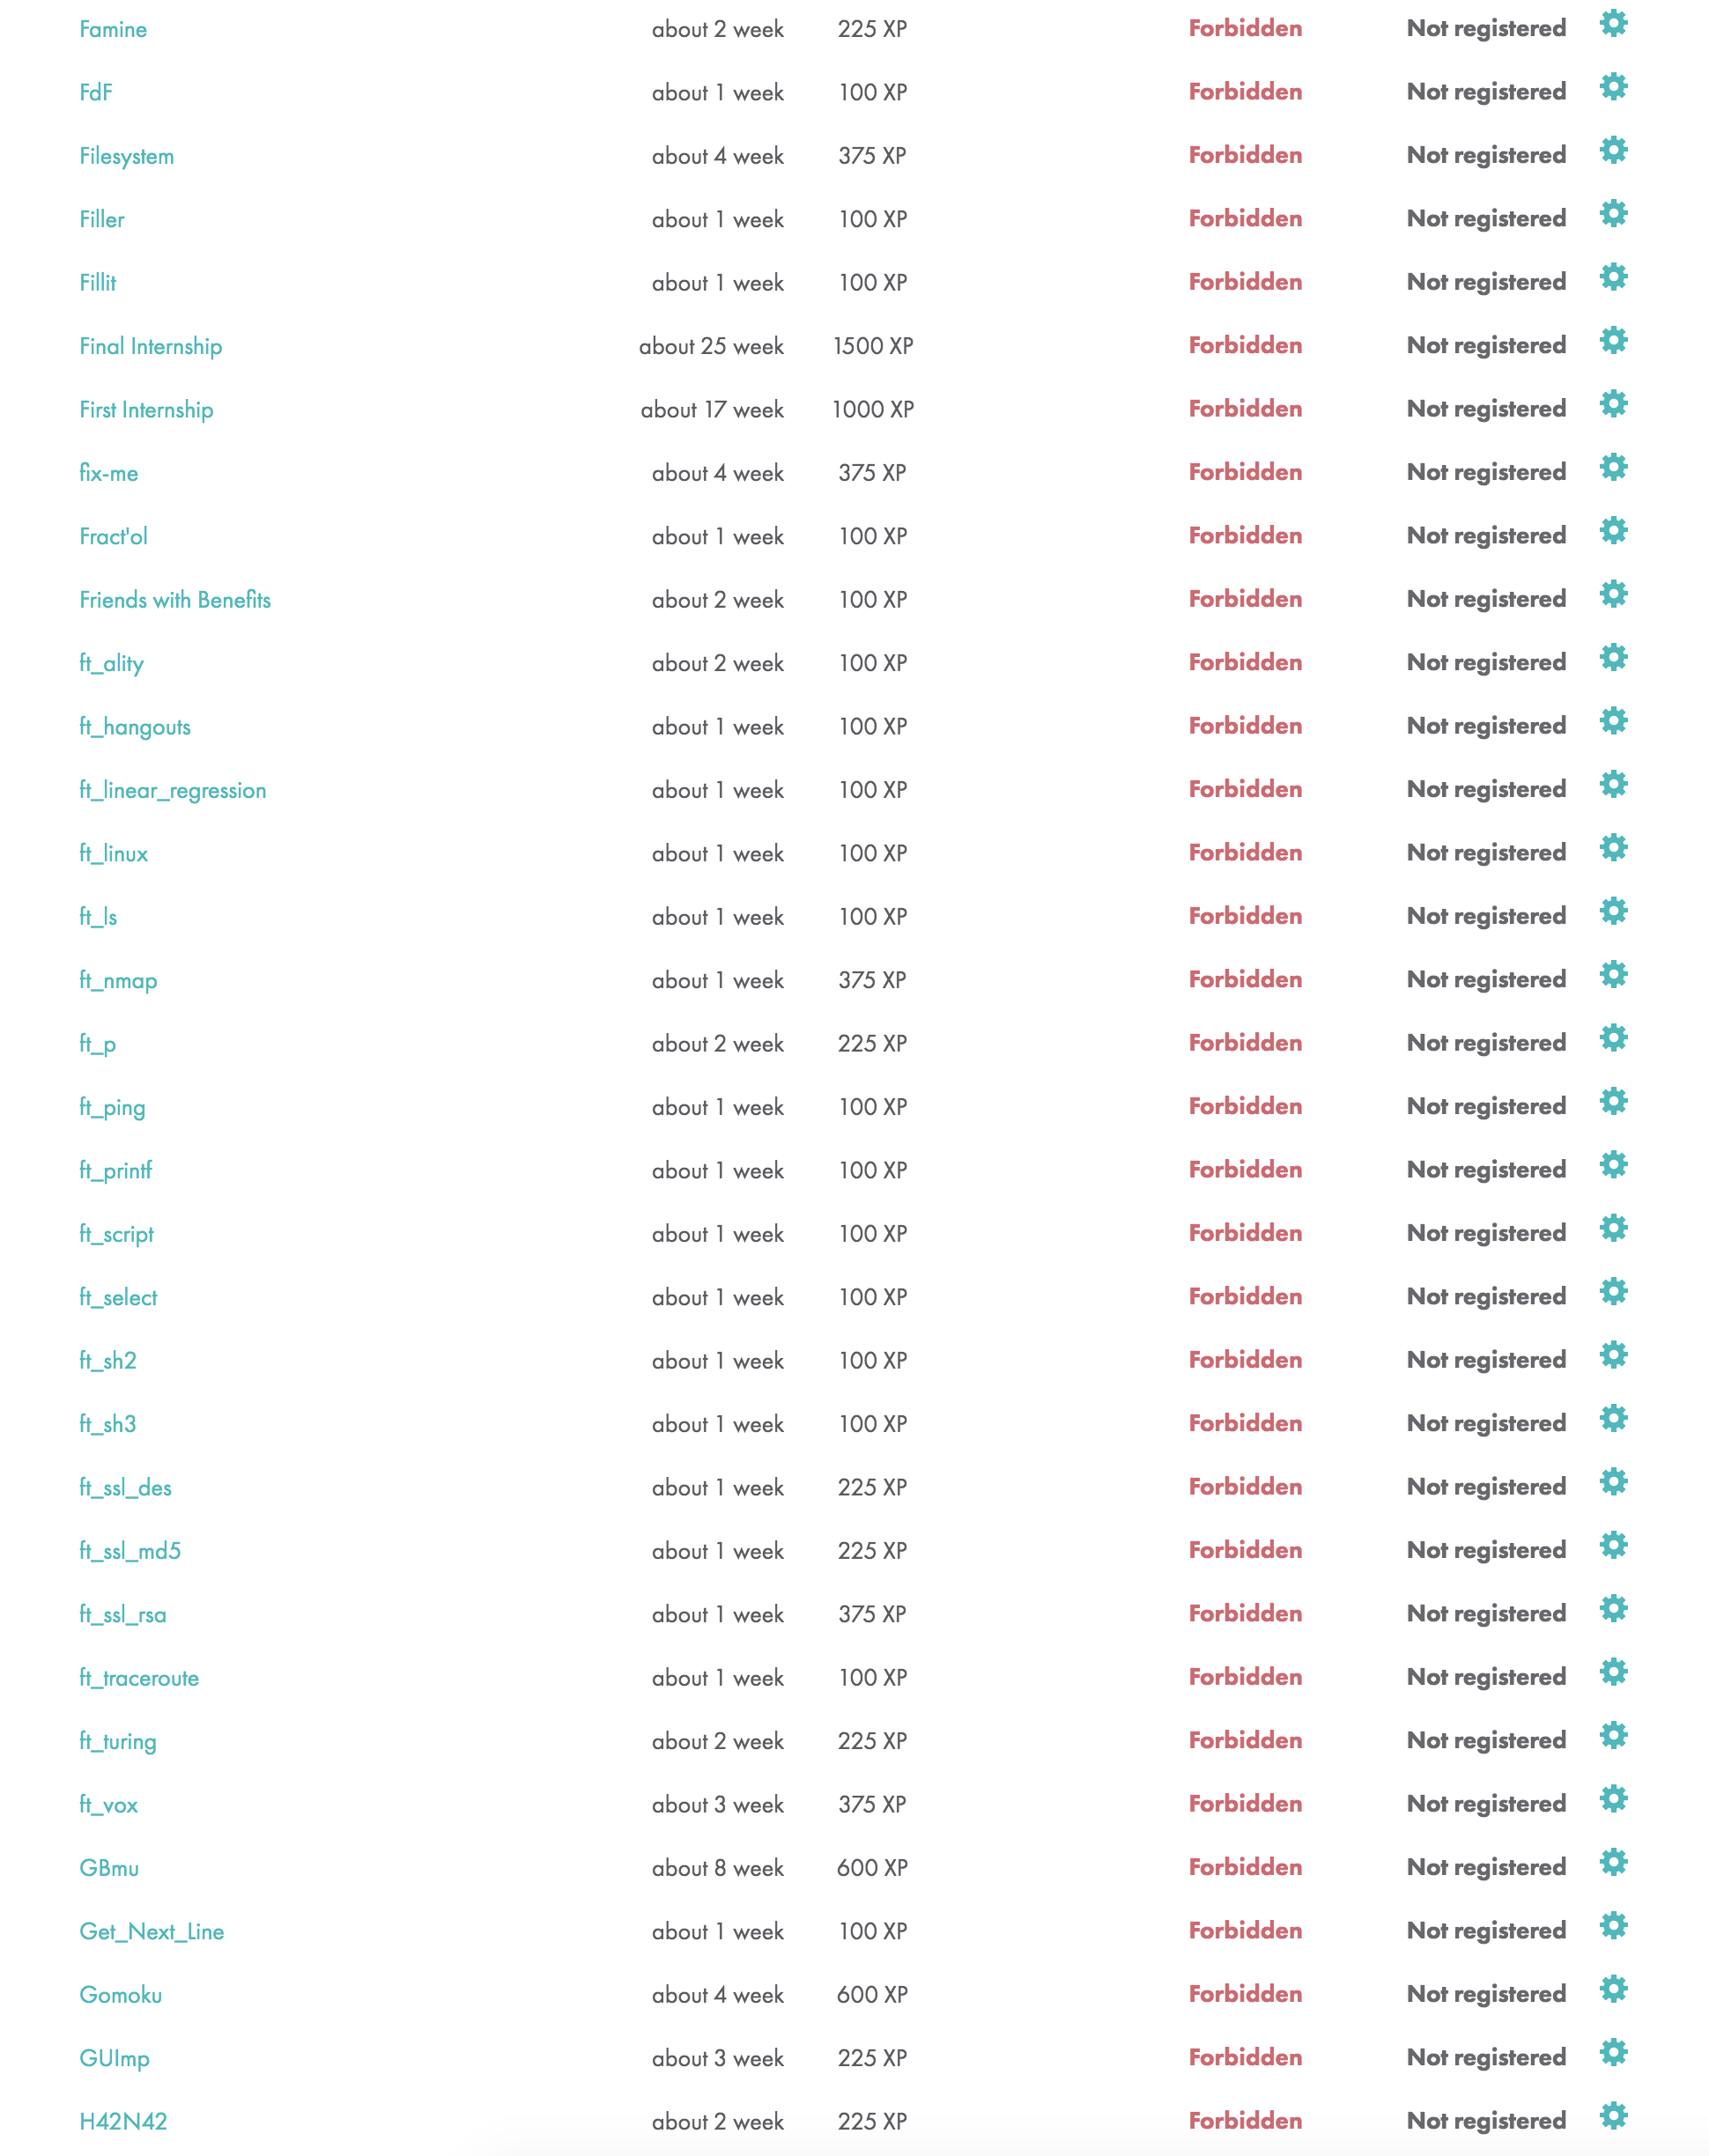 Famine about 2 week 225 XP Forbidden Not registered
FdF about 1 week 100 XP Forbidden Not registered
Filesystem about 4 week 375 XP Forbidden Not registered
Filler about 1 week 100 XP Forbidden Not registered
Fillit about 1 week 100 XP Forbidden Not registered
Final Internship about 25 week 1500 XP Forbidden Not registered
First Internship about 17 week 1000 XP Forbidden Not registered
fix-me about 4 week 375 XP Forbidden Not registered
Fract'ol about 1 week 100 XP Forbidden Not registered
Friends with Benefits about 2 week 100 XP Forbidden Not registered
ft_ality about 2 week 100 XP Forbidden Not registered
ft_hangouts about 1 week 100 XP Forbidden Not registered
ft_linear_regression about 1 week 100 XP Forbidden Not registered
ft_linux about 1 week 100 XP Forbidden Not registered
ft_ls about 1 week 100 XP Forbidden Not registered
ft_nmap about 1 week 375 XP Forbidden Not registered
ft_p about 2 week 225 XP Forbidden Not registered
ft_ping about 1 week 100 XP Forbidden Not registered
ft_printf about 1 week 100 XP Forbidden Not registered
ft_script about 1 week 100 XP Forbidden Not registered
ft_select about 1 week 100 XP Forbidden Not registered
ft_sh2 about 1 week 100 XP Forbidden Not registered
ft_sh3 about 1 week 100 XP Forbidden Not registered
ft_ssl_des about 1 week 225 XP Forbidden Not registered
ft_ssl_md5 about 1 week 225 XP Forbidden Not registered
ft_ssl_rsa about 1 week 375 XP Forbidden Not registered
ft_traceroute about 1 week 100 XP Forbidden Not registered
ft_turing about 2 week 225 XP Forbidden Not registered
ft_vox about 3 week 375 XP Forbidden Not registered
GBmu about 8 week 600 XP Forbidden Not registered
Get_Next_Line about 1 week 100 XP Forbidden Not registered
Gomoku about 4 week 600 XP Forbidden Not registered
GUImp about 3 week 225 XP Forbidden Not registered
H42N42 about 2 week 225 XP Forbidden Not registered